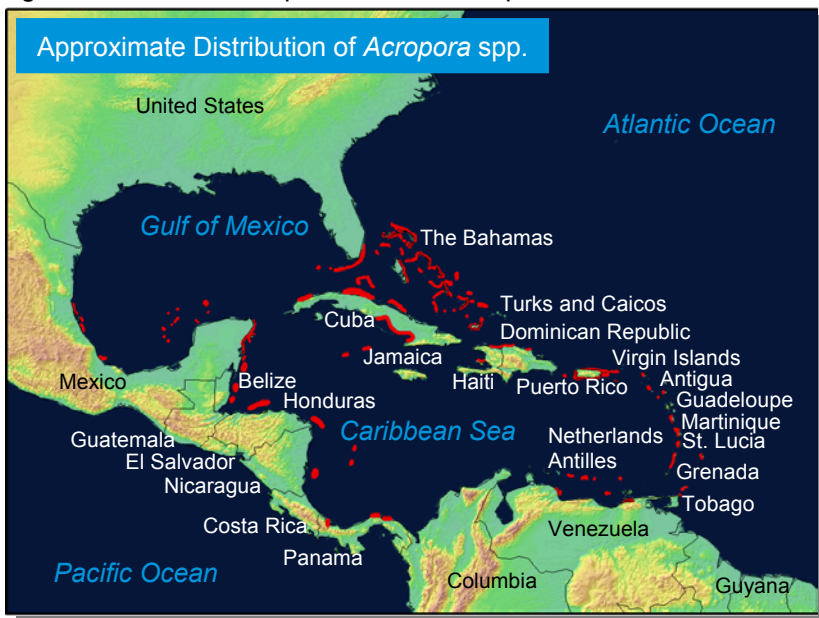 Approximate Distribution of Acropora spp.
United States
Atlantic Ocean
Gulf of Mexico
The Bahamas
Turks and Caicos
Cuba
Dominican Republic
Jamaica
Virgin Islands
Mexico
Belize
Haiti
Puerto Rico
Antigua
Honduras
Guadeloupe
Martinique
Caribbean Sea
Guatemala
Netherlands
Antilles
St. Lucia
El Salvador
Nicaragua
Grenada
Tobago
Costa Rica
Venezuela
Panama
Pacific Ocean
Columbia
Guyana